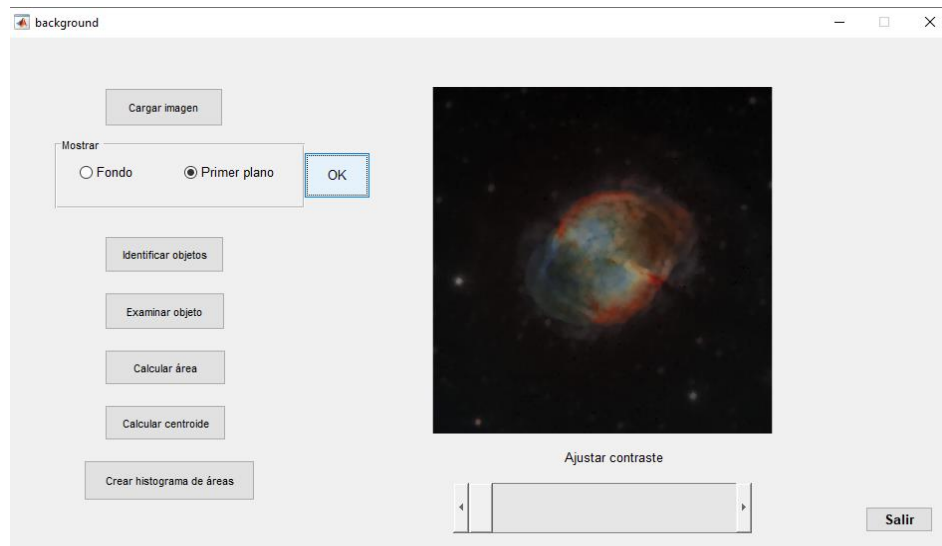 background
Cargar imagen
Mostrar
Fondo
Primer plano
OK
Identificar objetos
Examinar objeto
Calcular área
Calcular centroide
Crear histograma de áreas
Ajustar contraste
Salir